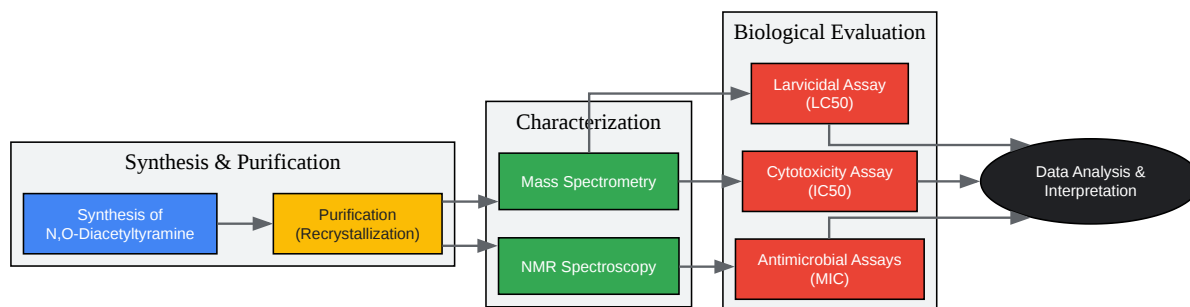 Synthesis & Purification
Synthesis of
N,O-Diacetyltyramine
Purification
(Recrystallization)
Characterization
Mass Spectrometry
NMR Spectroscopy
Biological Evaluation
Larvicidal Assay
(LC50)
Cytotoxicity Assay
(IC50)
Antimicrobial Assays
(MIC)
Data Analysis &
Interpretation